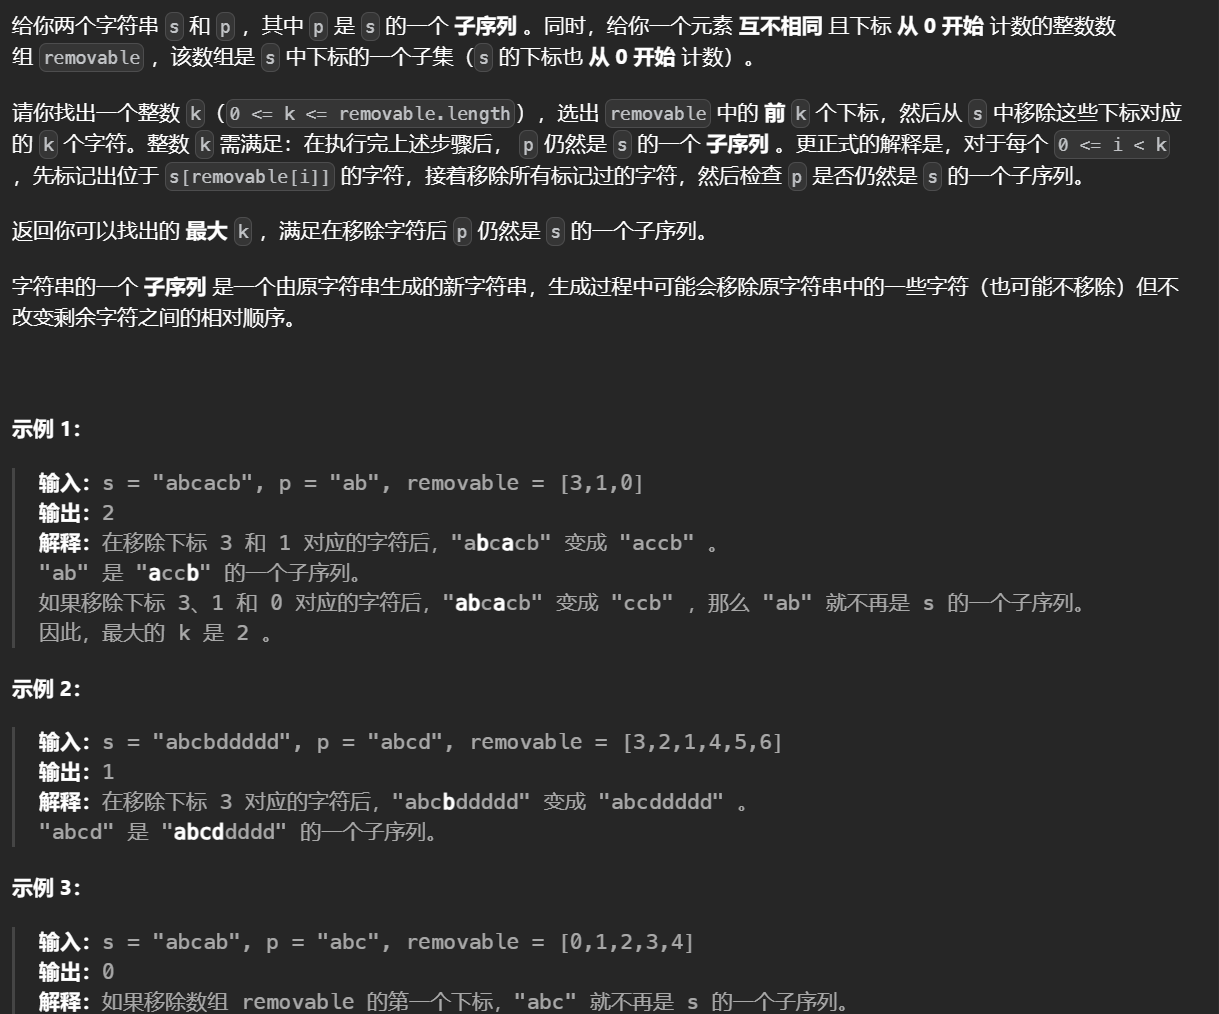 给你两个字符串 s 和 p ，其中 p 是 s 的一个 子序列 。同时，给你一个元素 互不相同 且下标 从 0 开始 计数的整数数
组 removable ，该数组是 s 中下标的一个子集（s 的下标也 从 0 开始 计数）。
请你找出一个整数 k（0 <= k <= removable.length），选出 removable 中的 前 k 个下标，然后从 s 中移除这些下标对应
的 k 个字符。整数 k 需满足：在执行完上述步骤后， p 仍然是 s 的一个 子序列 。更正式的解释是，对于每个 0 <= i < k
，先标记出位于 s[removable[i]] 的字符，接着移除所有标记过的字符，然后检查 p 是否仍然是 s 的一个子序列。
返回你可以找出的 最大 k ，满足在移除字符后 p 仍然是 s 的一个子序列。
字符串的一个 子序列 是一个由原字符串生成的新字符串，生成过程中可能会移除原字符串中的一些字符（也可能不移除）但不
改变剩余字符之间的相对顺序。
示例 1：
输入：s = "abcacb", p = "ab", removable = [3,1,0]
输出：2
解释：在移除下标 3 和 1 对应的字符后，"abcacb" 变成 "accb" 。
"ab" 是 "accb" 的一个子序列。
如果移除下标 3、1 和 0 对应的字符后，"abcacb" 变成 "ccb" ，那么 "ab" 就不再是 s 的一个子序列。
因此，最大的 k 是 2 。
示例 2：
输入：s = "abcbddddd", p = "abcd", removable = [3,2,1,4,5,6]
输出：1
解释：在移除下标 3 对应的字符后，"abcbddddd" 变成 "abcddddd" 。
"abcd" 是 "abcddddd" 的一个子序列。
示例 3：
输入：s = "abcab", p = "abc", removable = [0,1,2,3,4]
输出：0
解释：如果移除数组 removable 的第一个下标，"abc" 就不再是 s 的一个子序列。